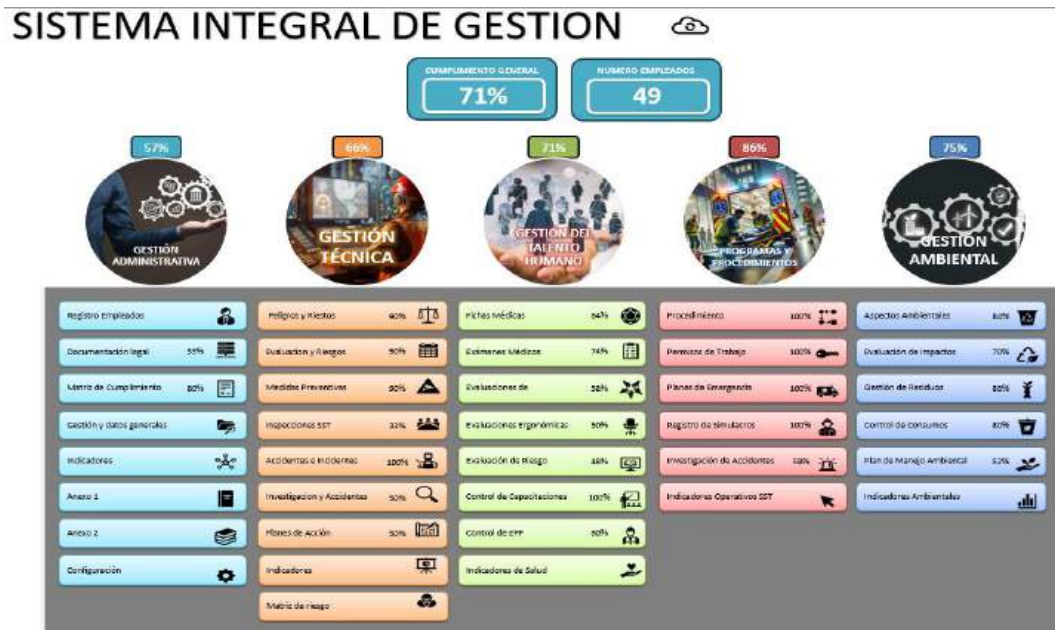 SISTEMA INTEGRAL DE GESTION
CUMPLIMIENTO GENERAL
71%
NUMERO EMPLEADOS
49
57%
GESTIÓN
ADMINISTRATIVA
66%
GESTIÓN
TÉCNICA
71%
GESTIÓN DEL
TALENTO
HUMANO
86%
PROGRAMAS Y
PROCEDIMIENTOS
75%
GESTIÓN
AMBIENTAL
Registro Empleados
Documentación legal
Matriz de Cumplimiento 80%
Gestión y datos generales
Indicadores
Anexo 1
Anexo 2
Configuración
Peligros y
Evaluacion y Riesgos 90%
Medidas Preventivas 90%
Inspecciones SST
Accidentes e Incidentes 100%
Investigacion y Accidentes 50%
Planes de Acción 50%
Indicadores
Matriz de riesgo
Fichas Médicas
Exámenes Médicos 74%
Evaluaciones de
Evaluaciones Ergonómicas
Evaluación de Riesgo
Control de Capacitaciones 100%
Control de EPP
Indicadores de Salud
Procedimiento 100%
Permisos de Trabajo 100%
Planes de Emergencia 100%
Registro de Simulacros 100%
Investigación de Accidentes
Indicadores Operativos SST
Aspectos Ambientales
Evaluación de Impactos 70%
Gestión de Residuos
Control de consumos
Plan de Manejo Ambiental
Indicadores Ambientales